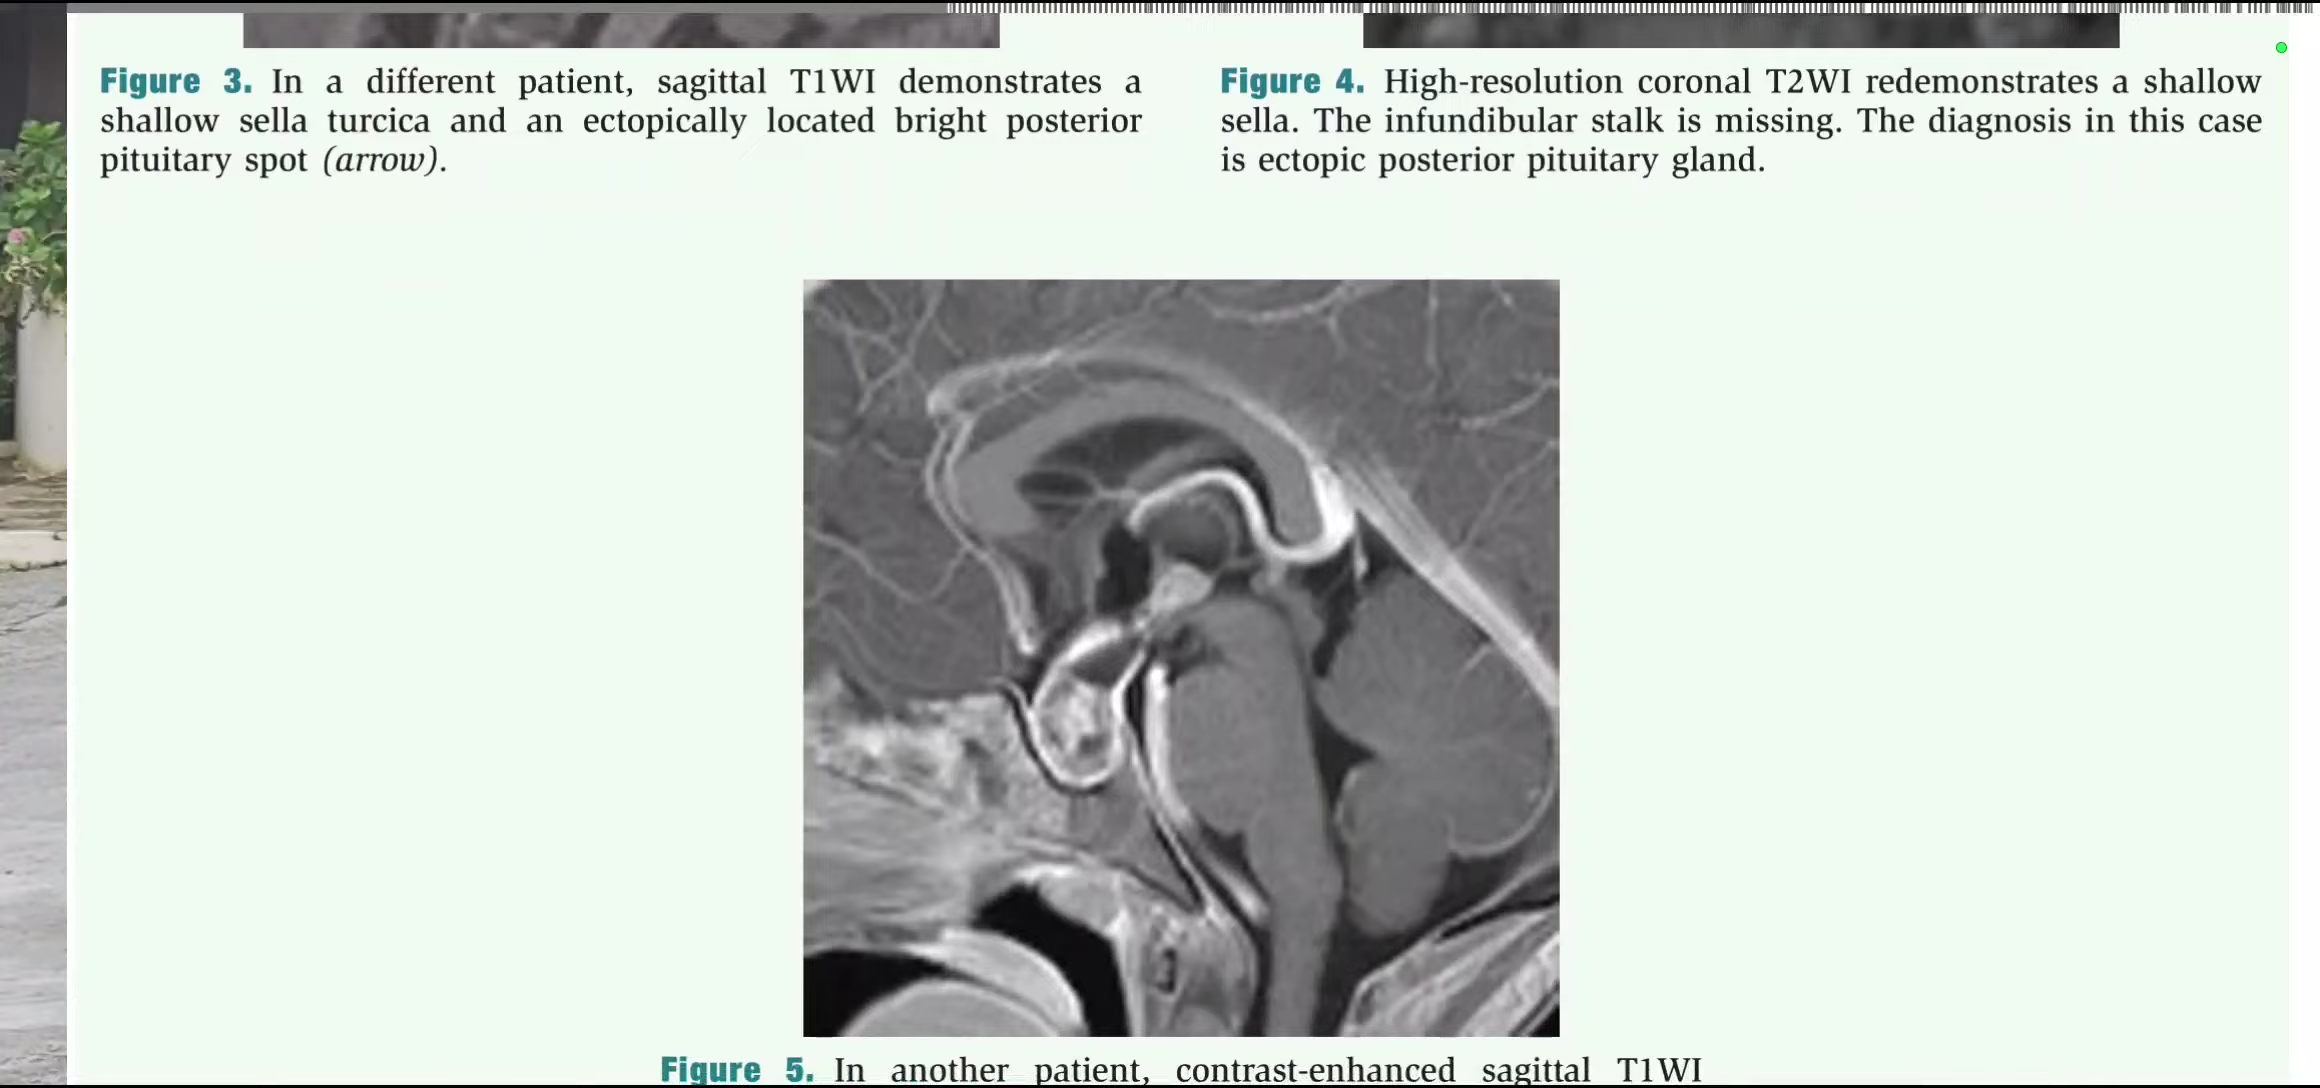 Figure 3. In a different patient, sagittal T1WI demonstrates a
shallow sella turcica and an ectopically located bright posterior
pituitary spot (arrow).
Figure 4. High-resolution coronal T2WI redemonstrates a shallow
sella. The infundibular stalk is missing. The diagnosis in this case
is ectopic posterior pituitary gland.
Figure 5. In another patient, contrast-enhanced sagittal T1WI